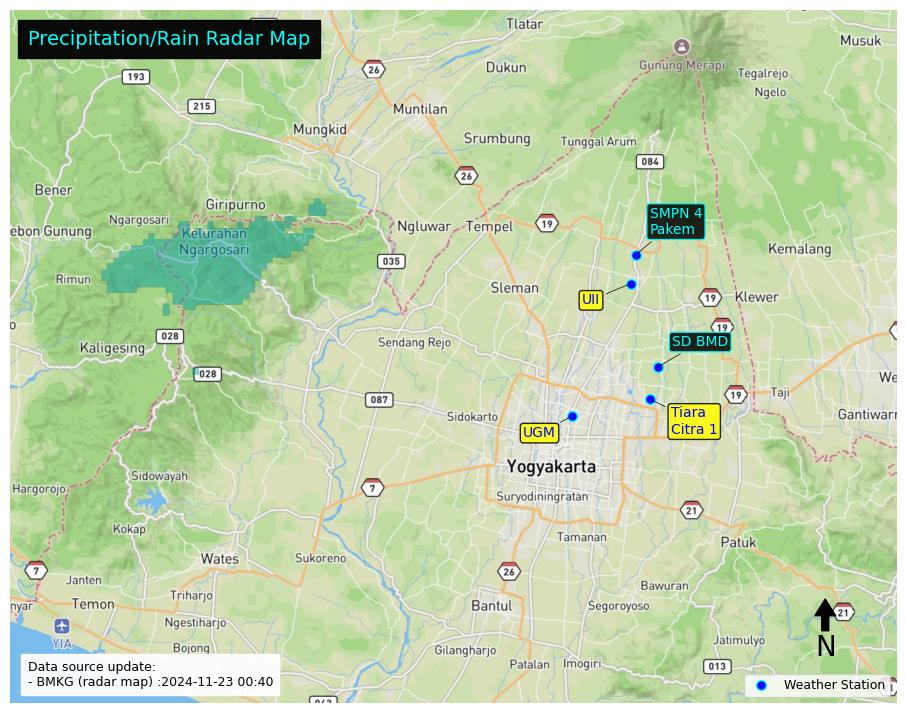 Precipitation/Rain Radar Map
Tlatar
Musuk
26
Dukun
Gunung Merapi
Tegalrejo
193
Ngelo
215
Muntilan
Mungkid
Srumbung
Tunggal Arum
084
26
Bener
Giripurno
SMPN 4
Pakem
Ngargosari
Ngluwar
Tempel
19
ebon Gunung
Kelurahan
Ngargosari
Kemalang
035
Rimun
Sleman
UII
19
Klewer
19
028
Sendang Rejo
SD BMD
Kaligesing
028
We
087
Taji
19
Sidokarto
Tiara
Citra 1
Gantiwarn
UGM
Yogyakarta
Sidowayah
Hargorojo
7
Suryodiningratan
21
Kokap
Tamanan
Patuk
Wates
Sukoreno
7
26
Janten
Bawuran
Triharjo
nyar
Temon
Bantul
Segoroyoso
21
Ngestiharjo
YIA
Jatimulyo
N
Bojong
Gilangharjo
Patalan
Imogiri
013
Data source update:
- BMKG (radar map) :2024-11-23 00:40
Weather Station